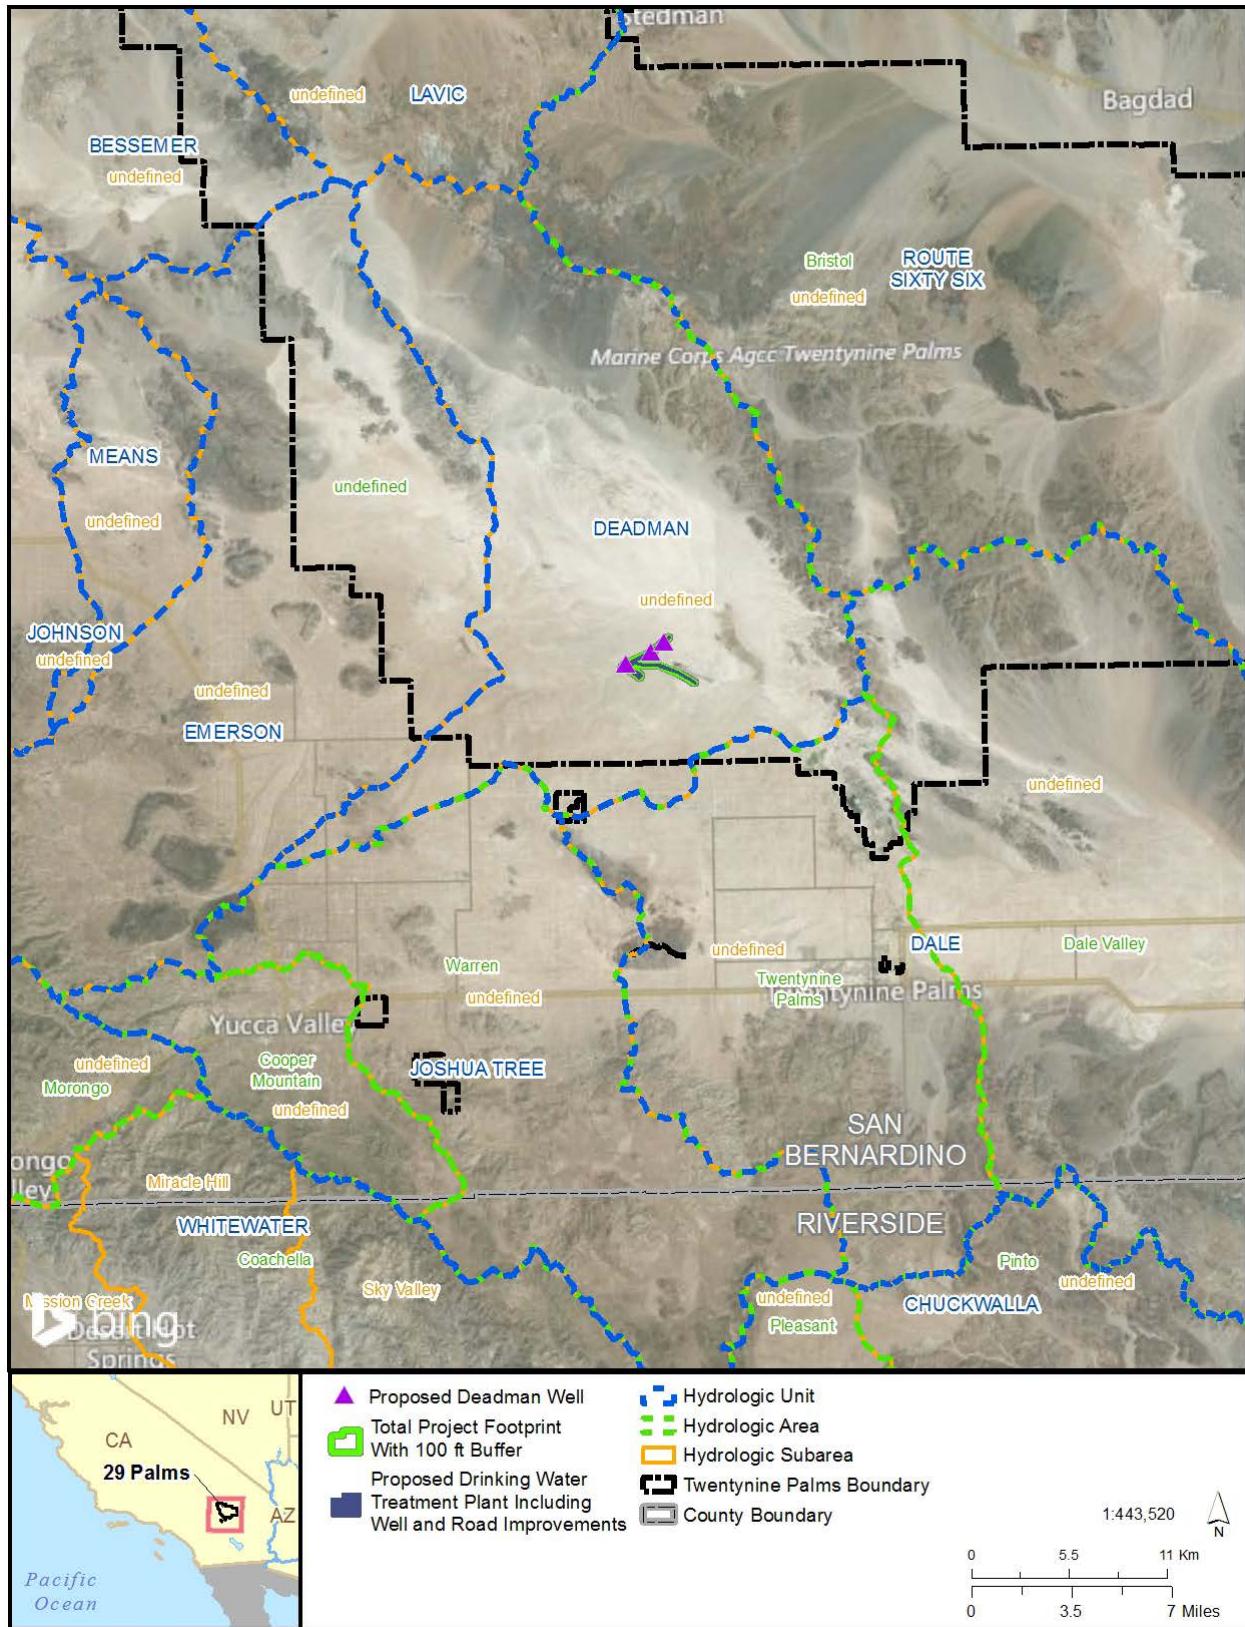 Stedman
undefined
LAVIC
Bagdad
BESSEMER
undefined
Bristol
ROUTE
SIXTY SIX
undefined
Marine Corps Agcc Twentynine Palms
MEANS
undefined
undefined
DEADMAN
undefined
JOHNSON
undefined
undefined
EMERSON
undefined
undefined
DALE
Dale Valley
Warren
undefined
Twentynine
Palms
Twentynine Palms
Yucca Valley
undefined
Morongo
Cooper
Mountain
undefined
JOSHUA TREE
SAN
BERNARDINO
ongo
lley
Miracle Hill
WHITEWATER
Coachella
RIVERSIDE
Sky Valley
Pinto
undefined
undefined
Pleasant
CHUCKWALLA
Mission Creek
bing
Desert Hot
Springs
NV
UT
CA
29 Palms
AZ
Pacific
Ocean
Proposed Deadman Well
Total Project Footprint
With 100 ft Buffer
Proposed Drinking Water
Treatment Plant Including
Well and Road Improvements
Hydrologic Unit
Hydrologic Area
Hydrologic Subarea
Twentynine Palms Boundary
County Boundary
1:443,520
N
0 5.5 11 Km
0 3.5 7 Miles